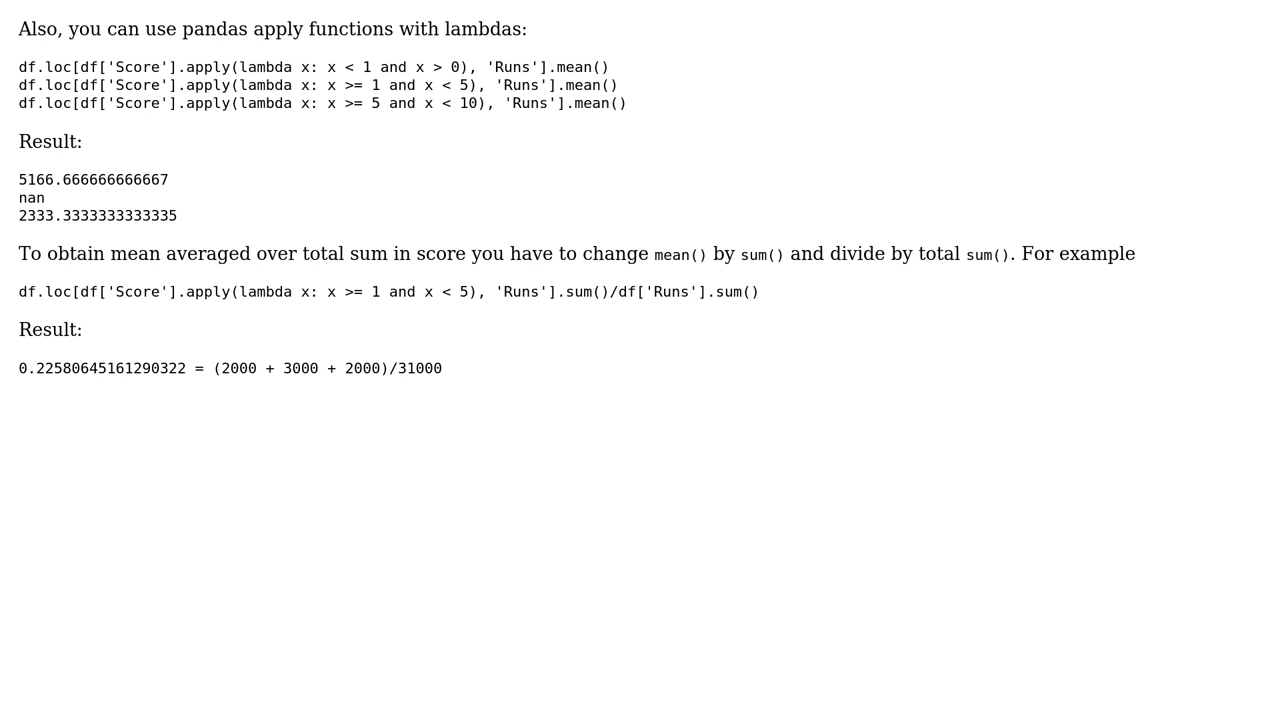 Also, you can use pandas apply functions with lambdas:
df.loc[df['Score'].apply(lambda x: x < 1 and x > 0), 'Runs'].mean()
df.loc[df['Score'].apply(lambda x: x >= 1 and x < 5), 'Runs'].mean()
df.loc[df['Score'].apply(lambda x: x >= 5 and x < 10), 'Runs'].mean()
Result:
5166.666666666667
nan
2333.3333333333335
To obtain mean averaged over total sum in score you have to change mean() by sum() and divide by total sum(). For example
df.loc[df['Score'].apply(lambda x: x >= 1 and x < 5), 'Runs'].sum()/df['Runs'].sum()
Result:
0.22580645161290322 = (2000 + 3000 + 2000)/31000